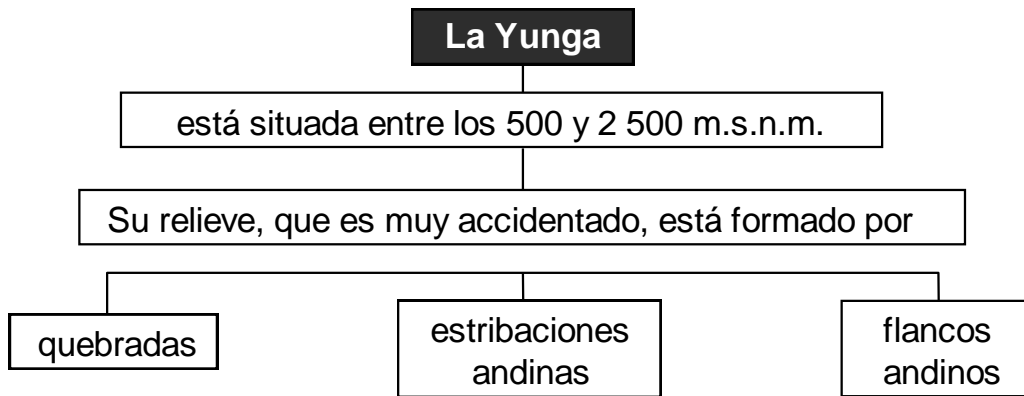 La Yunga
está situada entre los 500 y 2 500 m.s.n.m.
Su relieve, que es muy accidentado, está formado por
quebradas
estribaciones
andinas
flancos
andinos